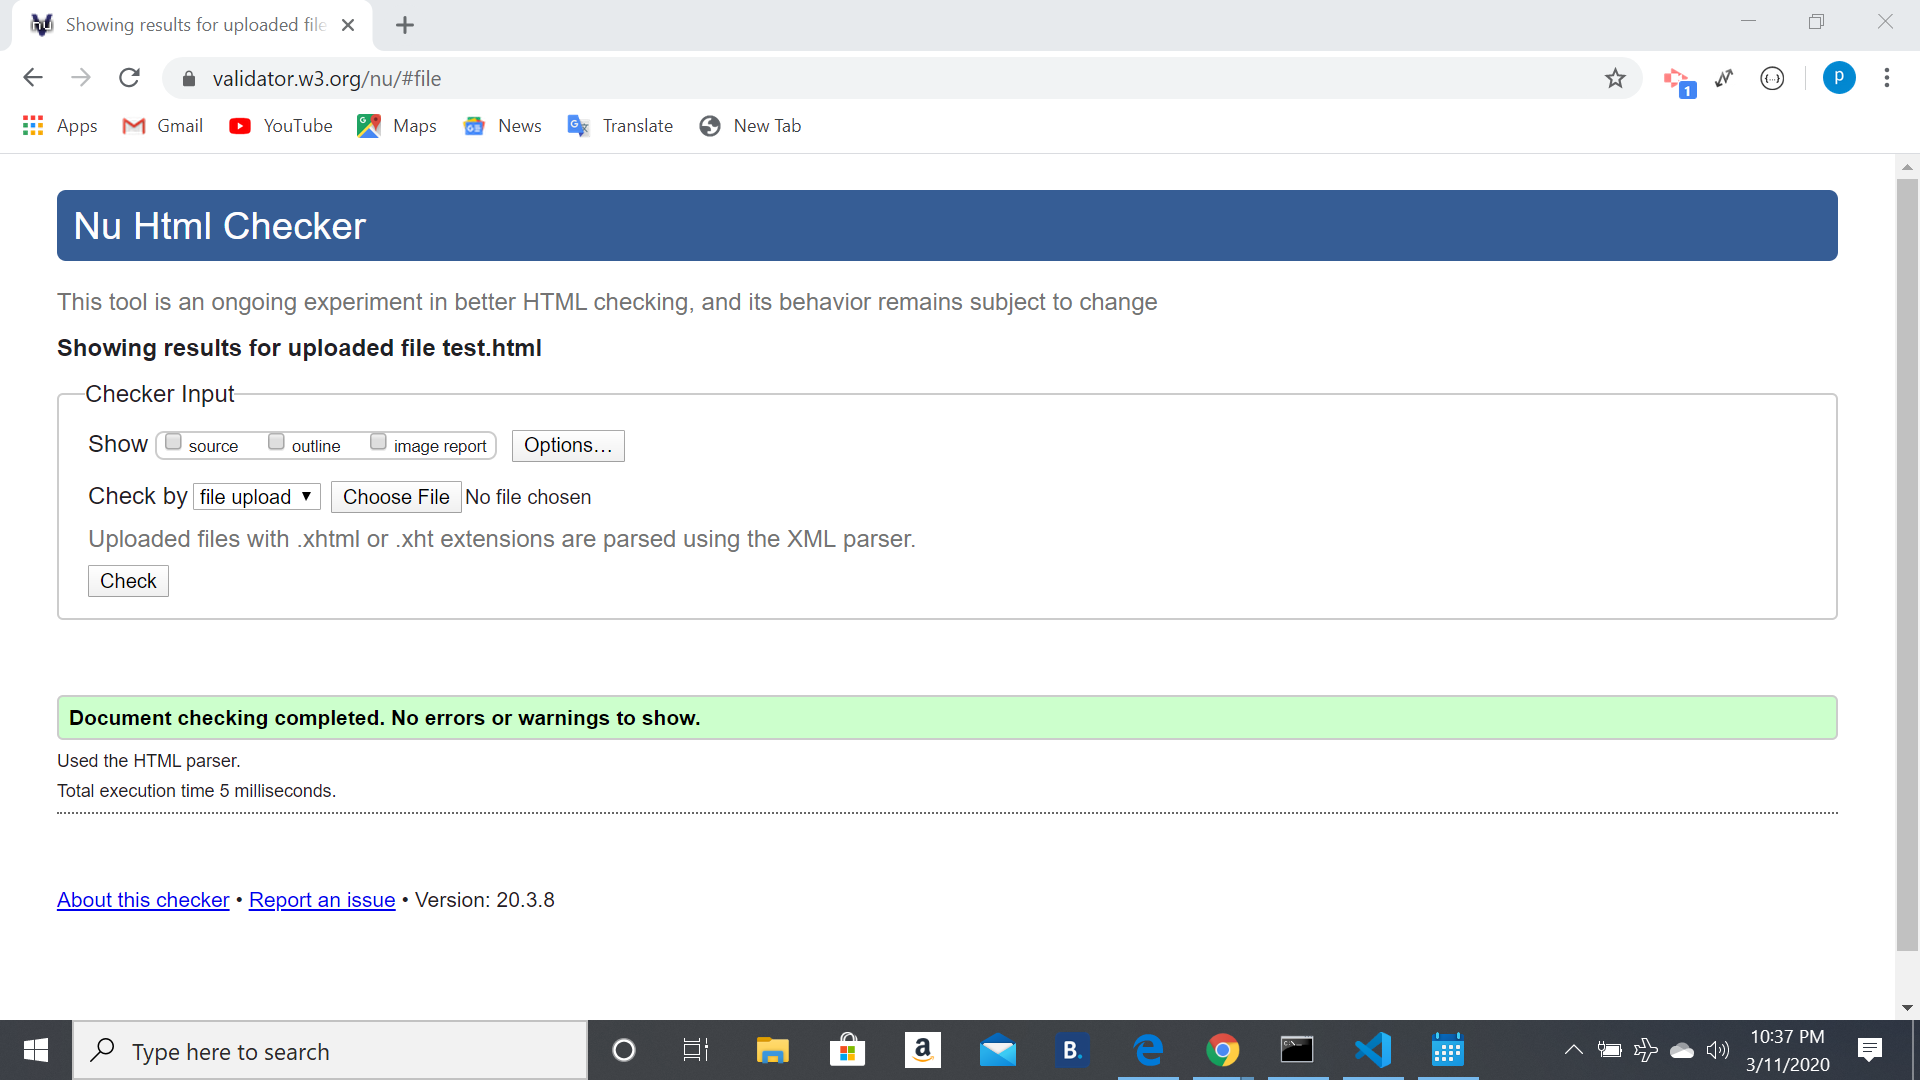 Showing results for uploaded file
validator.w3.org/nu/#file
1
p
Apps Gmail YouTube Maps News Translate New Tab
Nu Html Checker
This tool is an ongoing experiment in better HTML checking, and its behavior remains subject to change
Showing results for uploaded file test.html
Checker Input
Show source outline image report Options...
Check by file upload Choose File No file chosen
Uploaded files with .xhtml or .xht extensions are parsed using the XML parser.
Check
Document checking completed. No errors or warnings to show.
Used the HTML parser.
Total execution time 5 milliseconds.
About this checker • Report an issue • Version: 20.3.8
Type here to search
a
B.
10:37 PM
3/11/2020